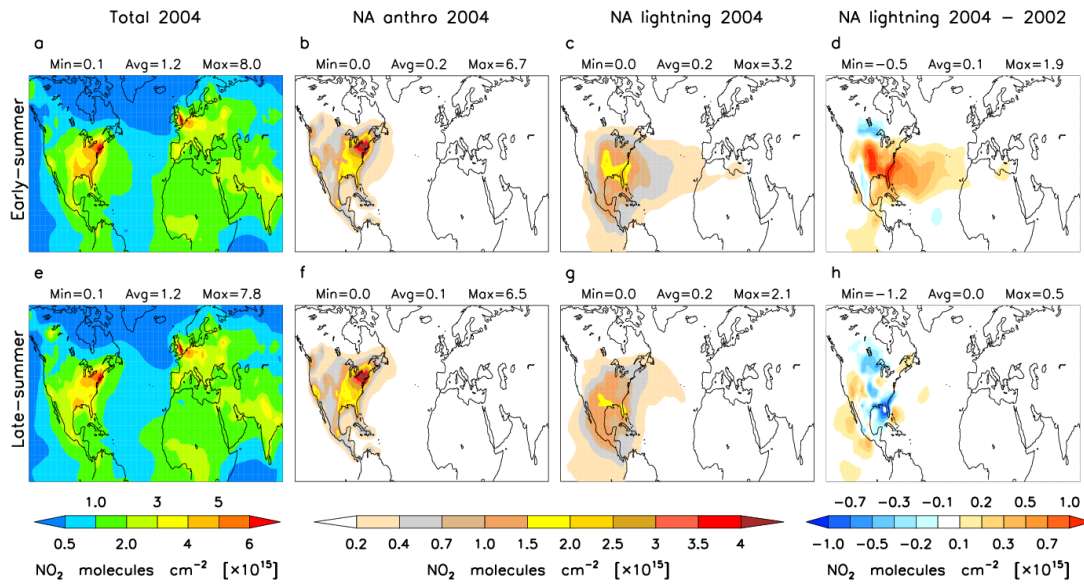 Total 2004 NA anthro 2004 NA lightning 2004 NA lightning 2004 − 2002
a b c d
Min=0.1 Avg=1.2 Max=8.0 Min=0.0 Avg=0.2 Max=6.7 Min=0.0 Avg=0.2 Max=3.2 Min=−0.5 Avg=0.1 Max=1.9
Early−summer
e f g h
Min=0.1 Avg=1.2 Max=7.8 Min=0.0 Avg=0.1 Max=6.5 Min=0.0 Avg=0.2 Max=2.1 Min=−1.2 Avg=0.0 Max=0.5
Late−summer
1.0 3 5 −0.7 −0.3 −0.1 0.2 0.5 1.0
0.5 2.0 4 6 0.2 0.4 0.7 1.0 1.5 2.0 2.5 3 3.5 4 −1.0 −0.5 −0.2 0.1 0.3 0.7
NO₂ molecules cm⁻² [×10¹⁵] NO₂ molecules cm⁻² [×10¹⁵] NO₂ molecules cm⁻² [×10¹⁵]